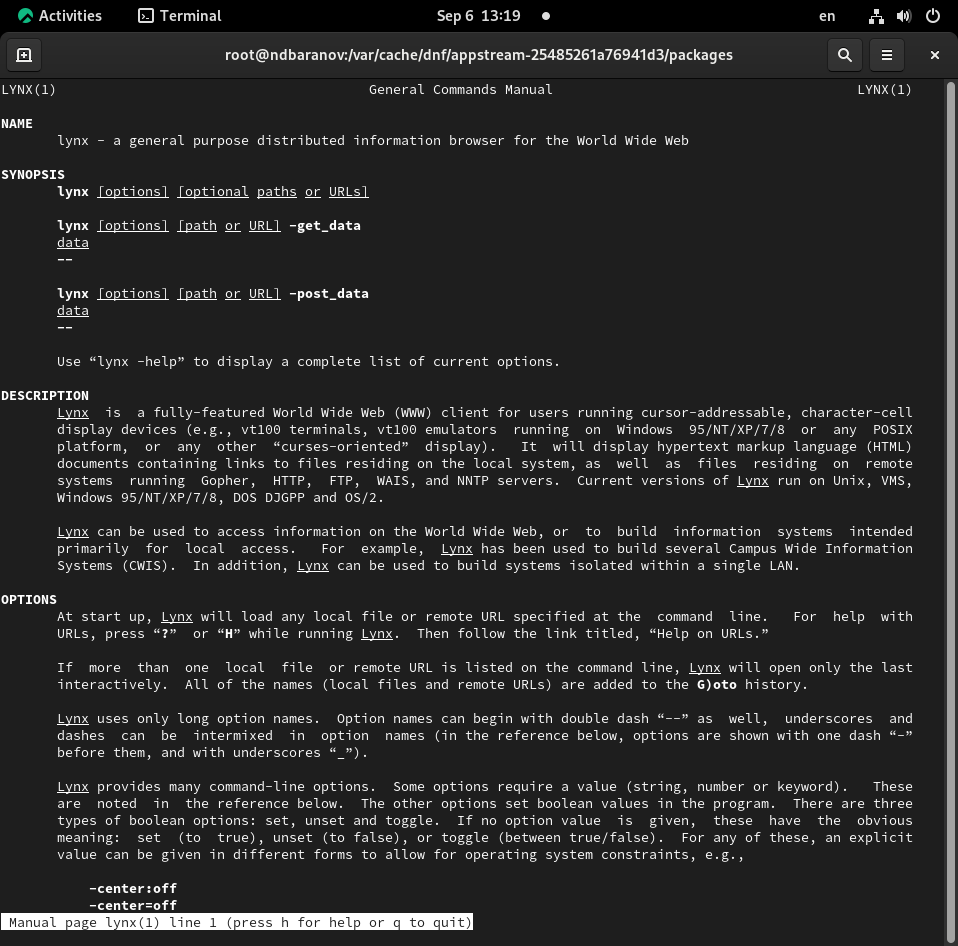 Activities Terminal Sep 6 13:19 en
root@ndbaranov:/var/cache/dnf/appstream-25485261a76941d3/packages
LYNX(1) General Commands Manual LYNX(1)
NAME
lynx - a general purpose distributed information browser for the World Wide Web
SYNOPSIS
lynx [options] [optional paths or URLs]
lynx [options] [path or URL] -get_data
data
--
lynx [options] [path or URL] -post_data
data
--
Use “lynx -help” to display a complete list of current options.
DESCRIPTION
Lynx is a fully-featured World Wide Web (WWW) client for users running cursor-addressable, character-cell
display devices (e.g., vt100 terminals, vt100 emulators running on Windows 95/NT/XP/7/8 or any POSIX
platform, or any other “curses-oriented” display). It will display hypertext markup language (HTML)
documents containing links to files residing on the local system, as well as files residing on remote
systems running Gopher, HTTP, FTP, WAIS, and NNTP servers. Current versions of Lynx run on Unix, VMS,
Windows 95/NT/XP/7/8, DOS DJGPP and OS/2.
Lynx can be used to access information on the World Wide Web, or to build information systems intended
primarily for local access. For example, Lynx has been used to build several Campus Wide Information
Systems (CWIS). In addition, Lynx can be used to build systems isolated within a single LAN.
OPTIONS
At start up, Lynx will load any local file or remote URL specified at the command line. For help with
URLs, press “?” or “H” while running Lynx. Then follow the link titled, “Help on URLs.”
If more than one local file or remote URL is listed on the command line, Lynx will open only the last
interactively. All of the names (local files and remote URLs) are added to the G)oto history.
Lynx uses only long option names. Option names can begin with double dash “--” as well, underscores and
dashes can be intermixed in option names (in the reference below, options are shown with one dash “-”
before them, and with underscores “_”).
Lynx provides many command-line options. Some options require a value (string, number or keyword). These
are noted in the reference below. The other options set boolean values in the program. There are three
types of boolean options: set, unset and toggle. If no option value is given, these have the obvious
meaning: set (to true), unset (to false), or toggle (between true/false). For any of these, an explicit
value can be given in different forms to allow for operating system constraints, e.g.,
-center:off
-center=off
Manual page lynx(1) line 1 (press h for help or q to quit)